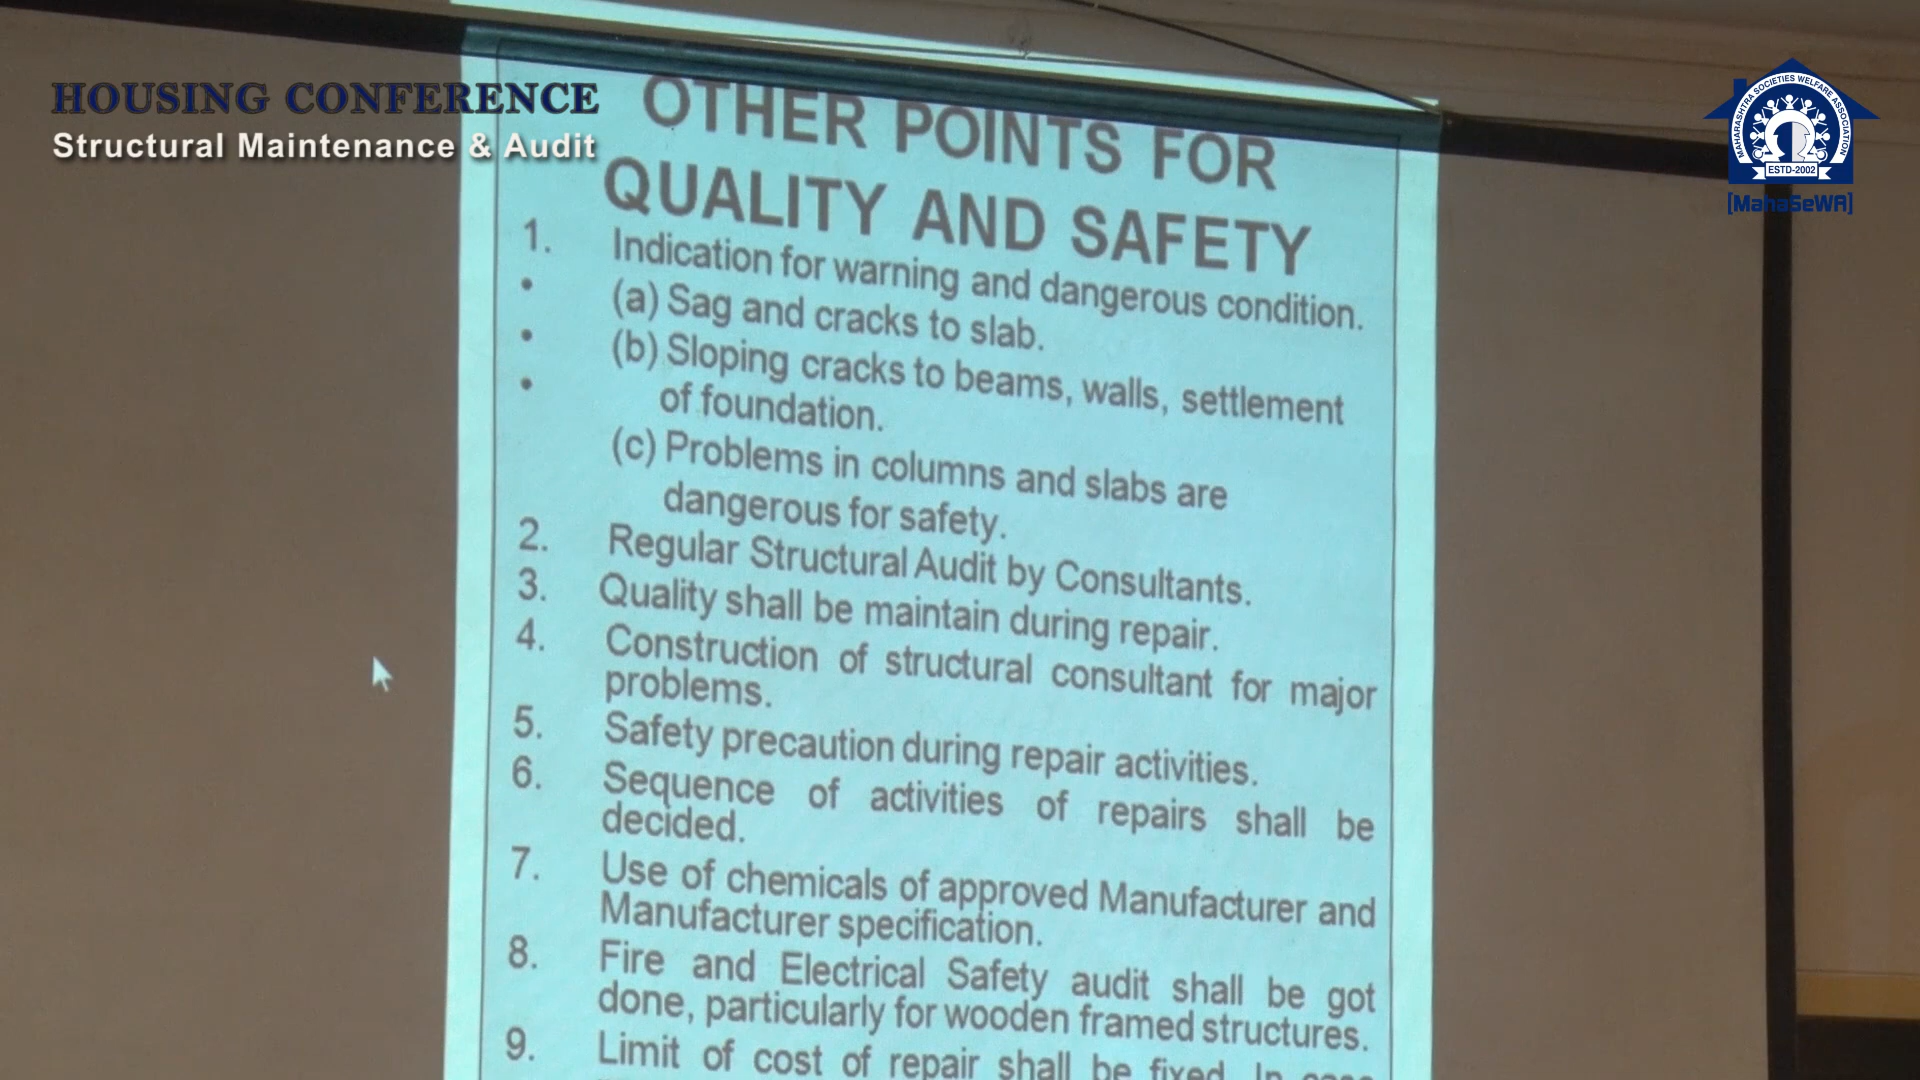 HOUSING CONFERENCE
Structural Maintenance & Audit
MAHARASHTRA SOCIETIES WELFARE ASSOCIATION
ESTD-2002
[MahaSeWA]
OTHER POINTS FOR
QUALITY AND SAFETY
1. Indication for warning and dangerous condition.
• (a) Sag and cracks to slab.
• (b) Sloping cracks to beams, walls, settlement
• of foundation.
(c) Problems in columns and slabs are
dangerous for safety.
2. Regular Structural Audit by Consultants.
3. Quality shall be maintain during repair.
4. Construction of structural consultant for major
problems.
5. Safety precaution during repair activities.
6. Sequence of activities of repairs shall be
decided.
7. Use of chemicals of approved Manufacturer and
Manufacturer specification.
8. Fire and Electrical Safety audit shall be got
done, particularly for wooden framed structures.
9. Limit of cost of repair shall be fixed. In case